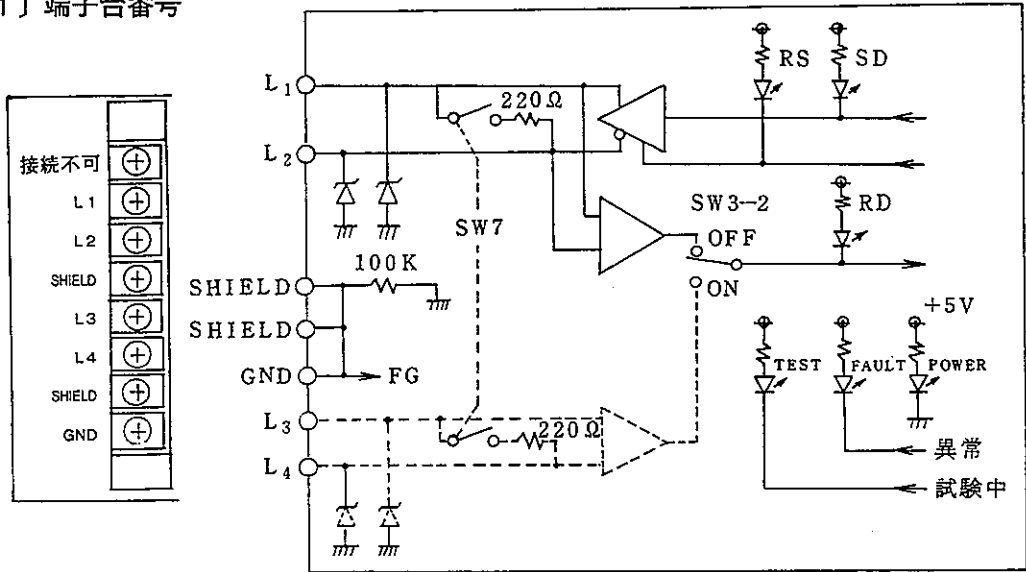 端子台番号
接続不可
L1
L2
SHIELD
L3
L4
SHIELD
GND
L1
L2
SHIELD
SHIELD
GND
FG
L3
L4
220Ω
SW7
100K
220Ω
RS
SD
SW3-2
OFF
ON
RD
+5V
TEST
FAULT
POWER
異常
試験中